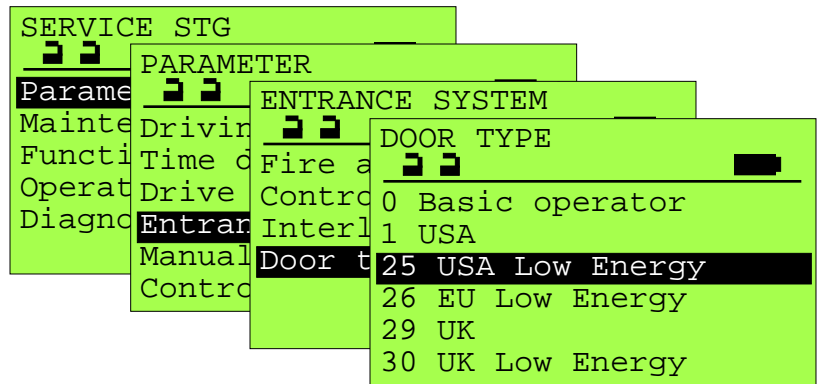 SERVICE STG
Parame
Mainte
Functi
Operat
Diagno
PARAMETER
Drivin
Time d
Drive
Entran
Manual
Contro
ENTRANCE SYSTEM
Fire a
Contro
Interl
Door t
DOOR TYPE
0 Basic operator
1 USA
25 USA Low Energy
26 EU Low Energy
29 UK
30 UK Low Energy